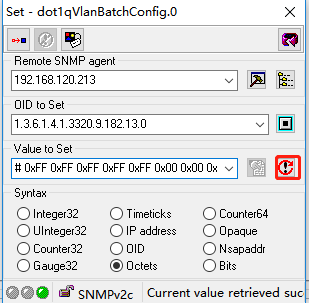 Set - dot1qVlanBatchConfig.0
Remote SNMP agent
192.168.120.213
OID to Set
1.3.6.1.4.1.3320.9.182.13.0
Value to Set
# 0xFF 0xFF 0xFF 0xFF 0xFF 0x00 0x00 0x
Syntax
Integer32 Timeticks Counter64
UInteger32 IP address Opaque
Counter32 OID Nsapaddr
Gauge32 Octets Bits
SNMPv2c Current value retrieved suc